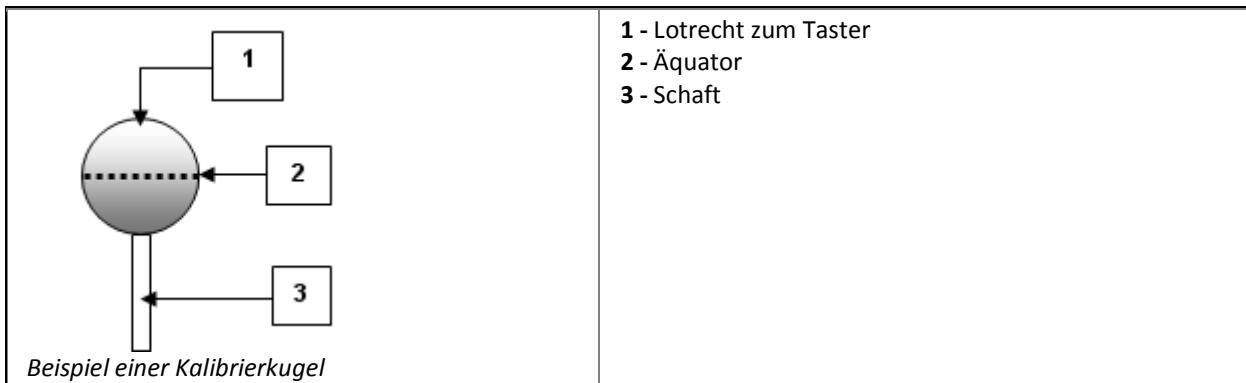 1
2
3
Beispiel einer Kalibrierkugel
1 - Lotrecht zum Taster
2 - Äquator
3 - Schaft